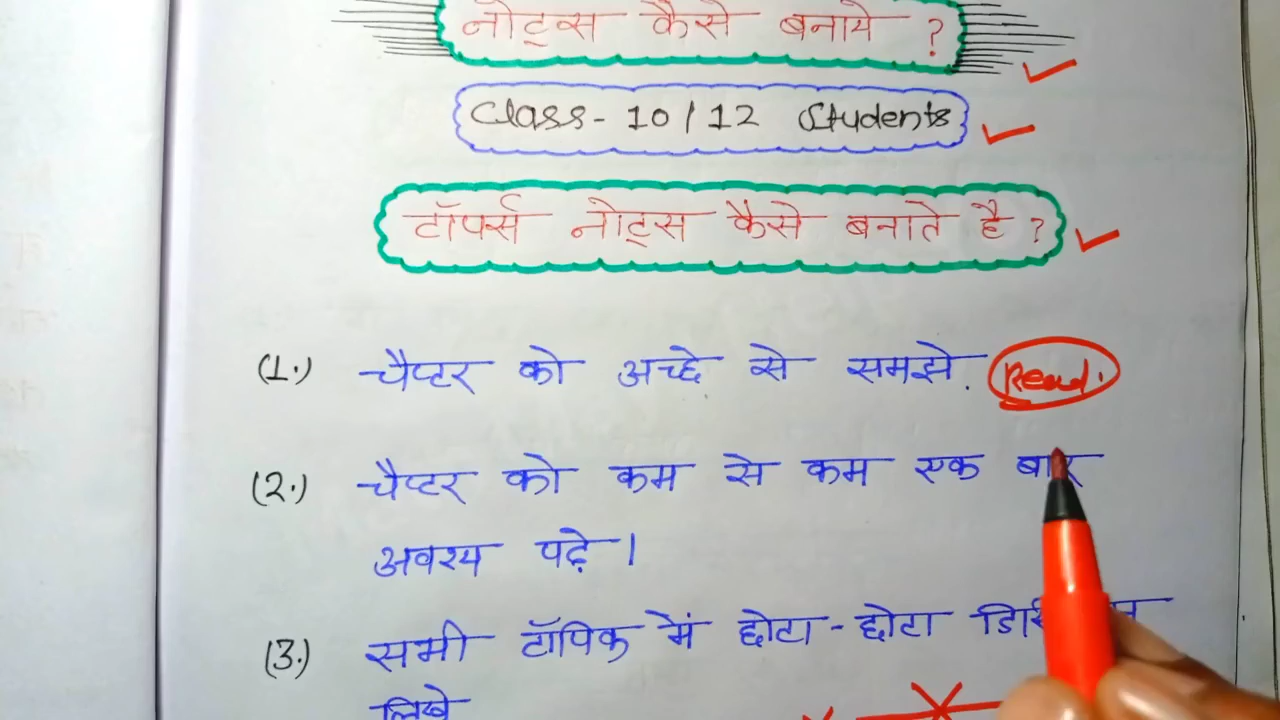 नोट्स कैसे बनाये ?
Class- 10/12 Students
टॉपर्स नोट्स कैसे बनाते है ?
(1.) चैप्टर को अच्छे से समझे. Read.
(2.) चैप्टर को कम से कम एक बार
अवश्य पढ़े ।
(3.) सभी टॉपिक में छोटा-छोटा
लिखे